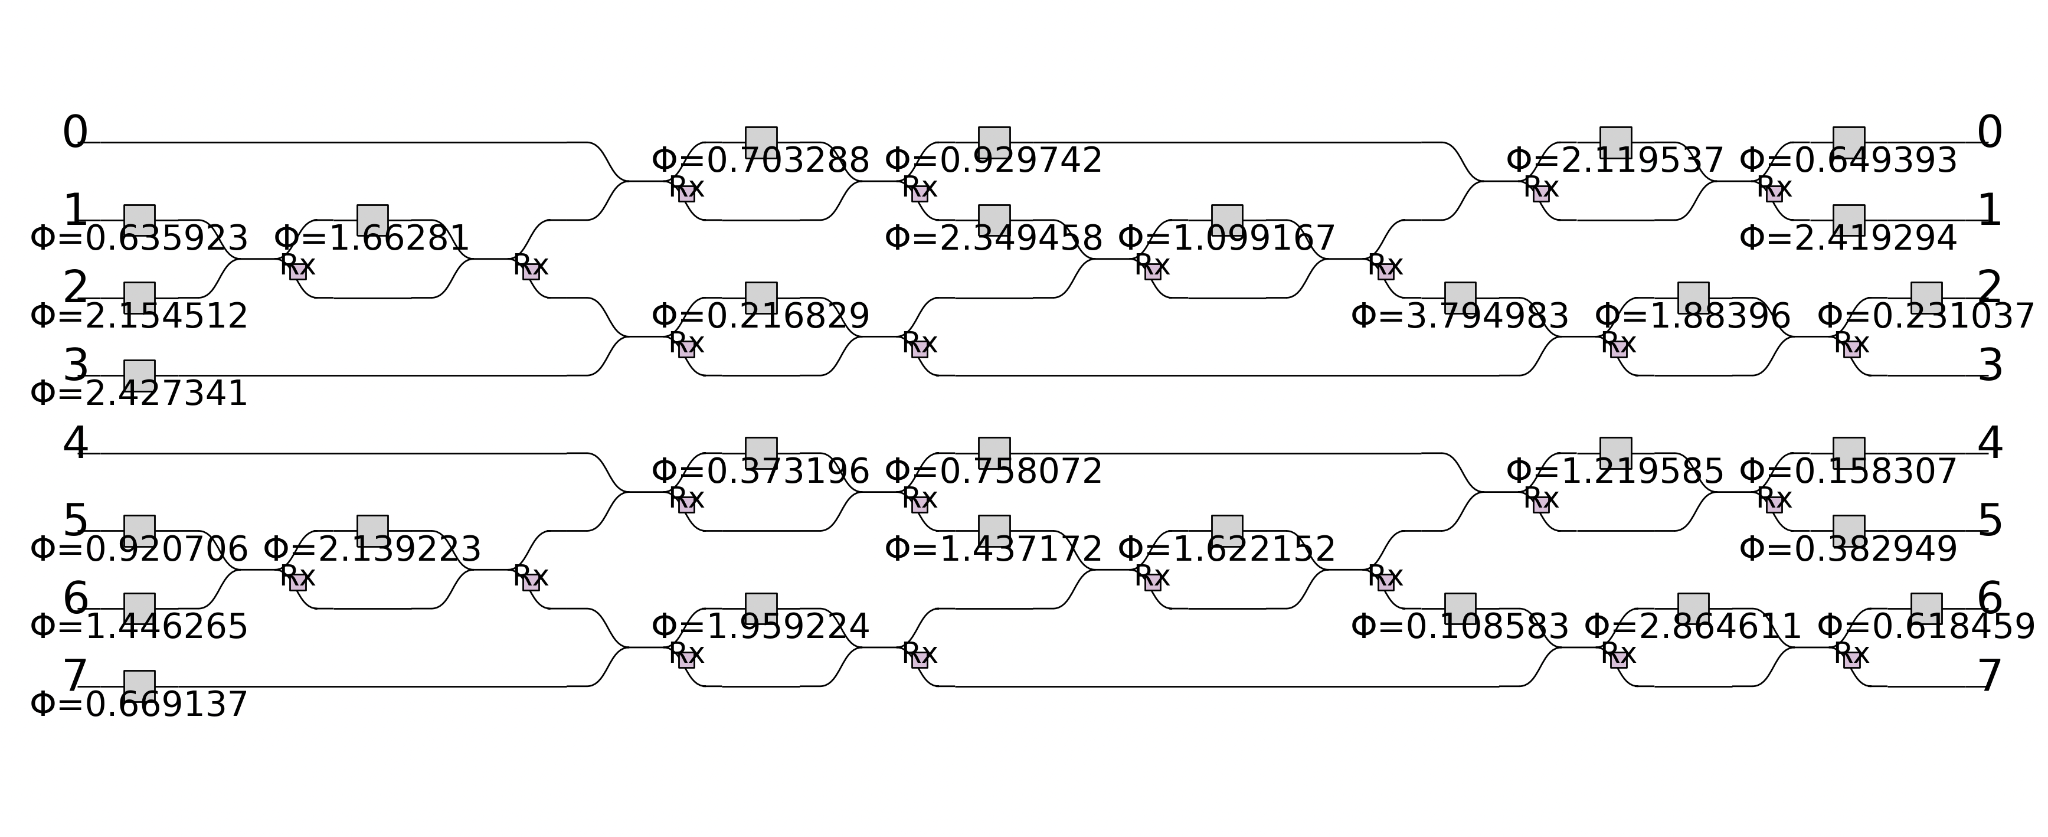 0 0
Φ=0.703288 Φ=0.929742 Φ=2.119537 Φ=0.649393
Rx Rx Rx Rx
1 1
Φ=0.635923 Φ=1.66281 Φ=2.349458 Φ=1.099167 Φ=2.419294
Rx Rx Rx Rx
2 2
Φ=2.154512 Φ=0.216829 Φ=3.794983 Φ=1.88396 Φ=0.231037
Rx Rx Rx Rx
3 3
Φ=2.427341
4 4
Φ=0.373196 Φ=0.758072 Φ=1.219585 Φ=0.158307
Rx Rx Rx Rx
5 5
Φ=0.920706 Φ=2.139223 Φ=1.437172 Φ=1.622152 Φ=0.382949
Rx Rx Rx Rx
6 6
Φ=1.446265 Φ=1.959224 Φ=0.108583 Φ=2.864611 Φ=0.618459
Rx Rx Rx Rx
7 7
Φ=0.669137